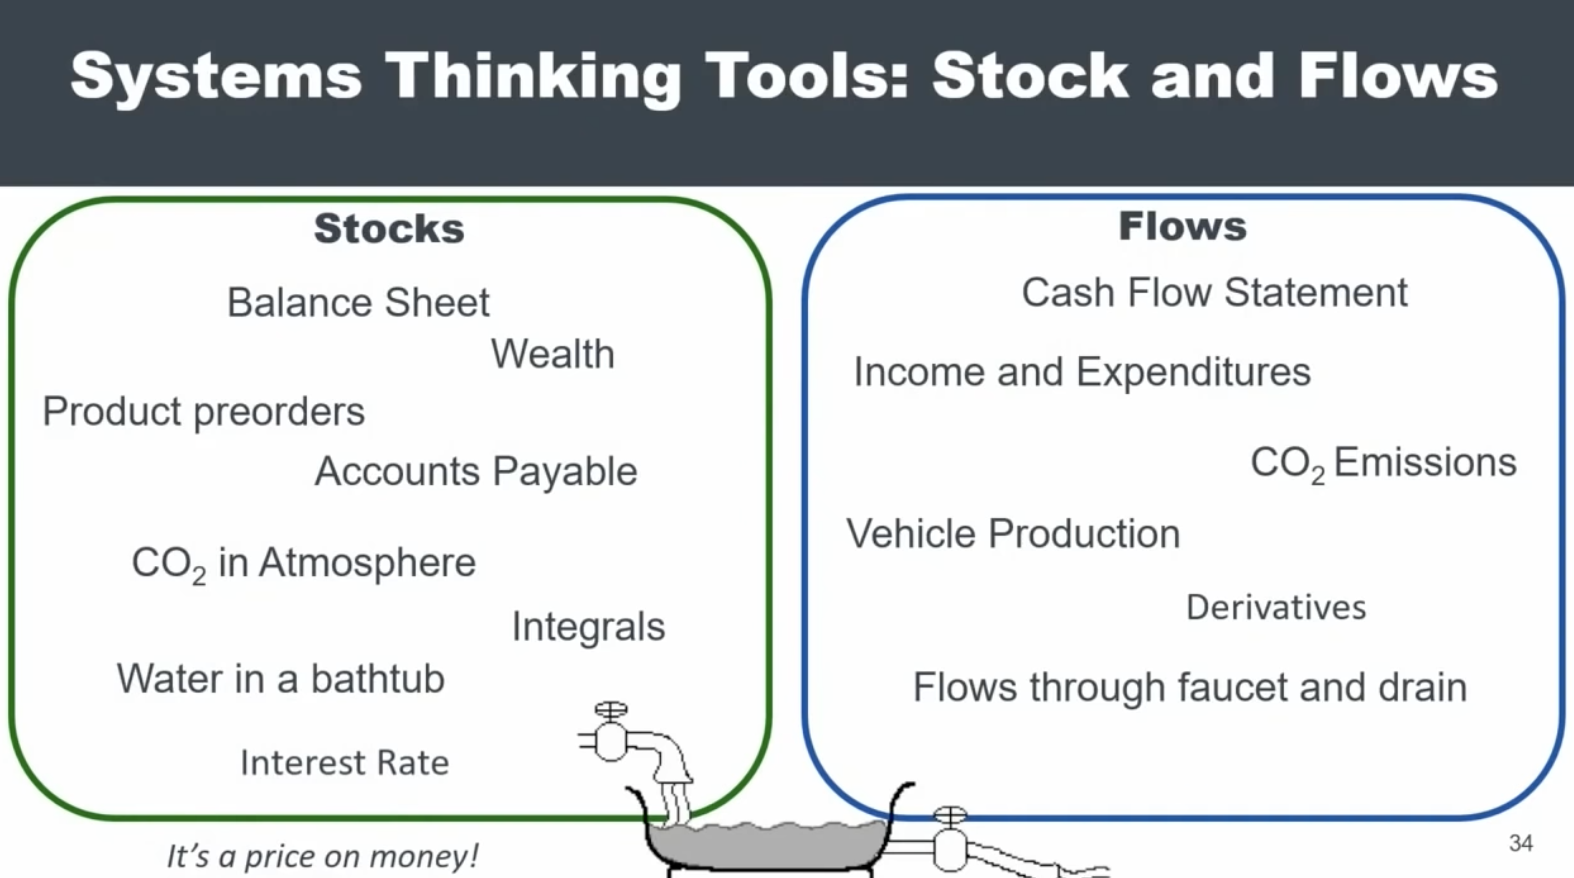 Systems Thinking Tools: Stock and Flows
Stocks
Balance Sheet
Wealth
Product preorders
Accounts Payable
CO₂ in Atmosphere
Integrals
Water in a bathtub
Interest Rate
It's a price on money!
Flows
Cash Flow Statement
Income and Expenditures
CO₂ Emissions
Vehicle Production
Derivatives
Flows through faucet and drain
34